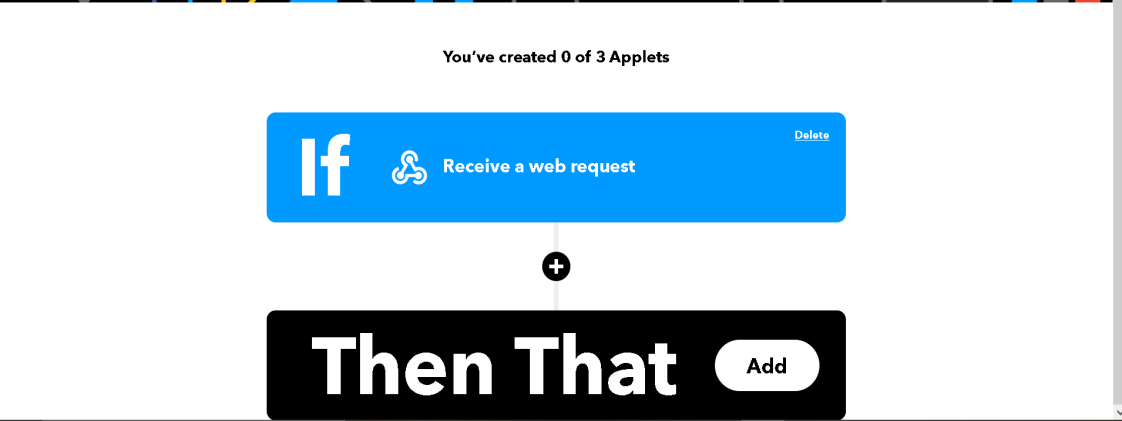 You’ve created 0 of 3 Applets
Delete
If Receive a web request
Then That Add